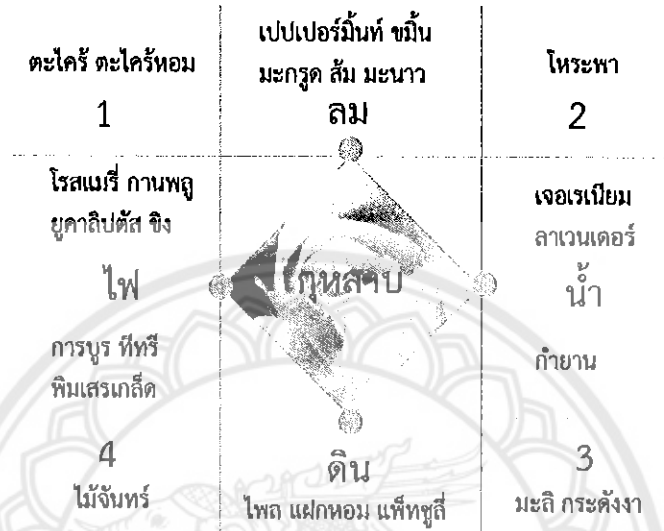 ตะไคร้ ตะไคร้หอม
1
เปปเปอร์มิ้นท์ ขมิ้น
มะกรูด ส้ม มะนาว
ลม
โหระพา
2
โรสแมรี่ กานพลู
ยูคาลิปตัส ขิง
ไฟ
การบูร ทีทรี
พิมเสรเกล็ด
กุหลาบ
เจอเรเนียม
ลาเวนเดอร์
น้ำ
กำยาน
4
ไม้จันทร์
ดิน
ไพล แฝกหอม แพ็ทชูลี่
3
มะลิ กระดังงา